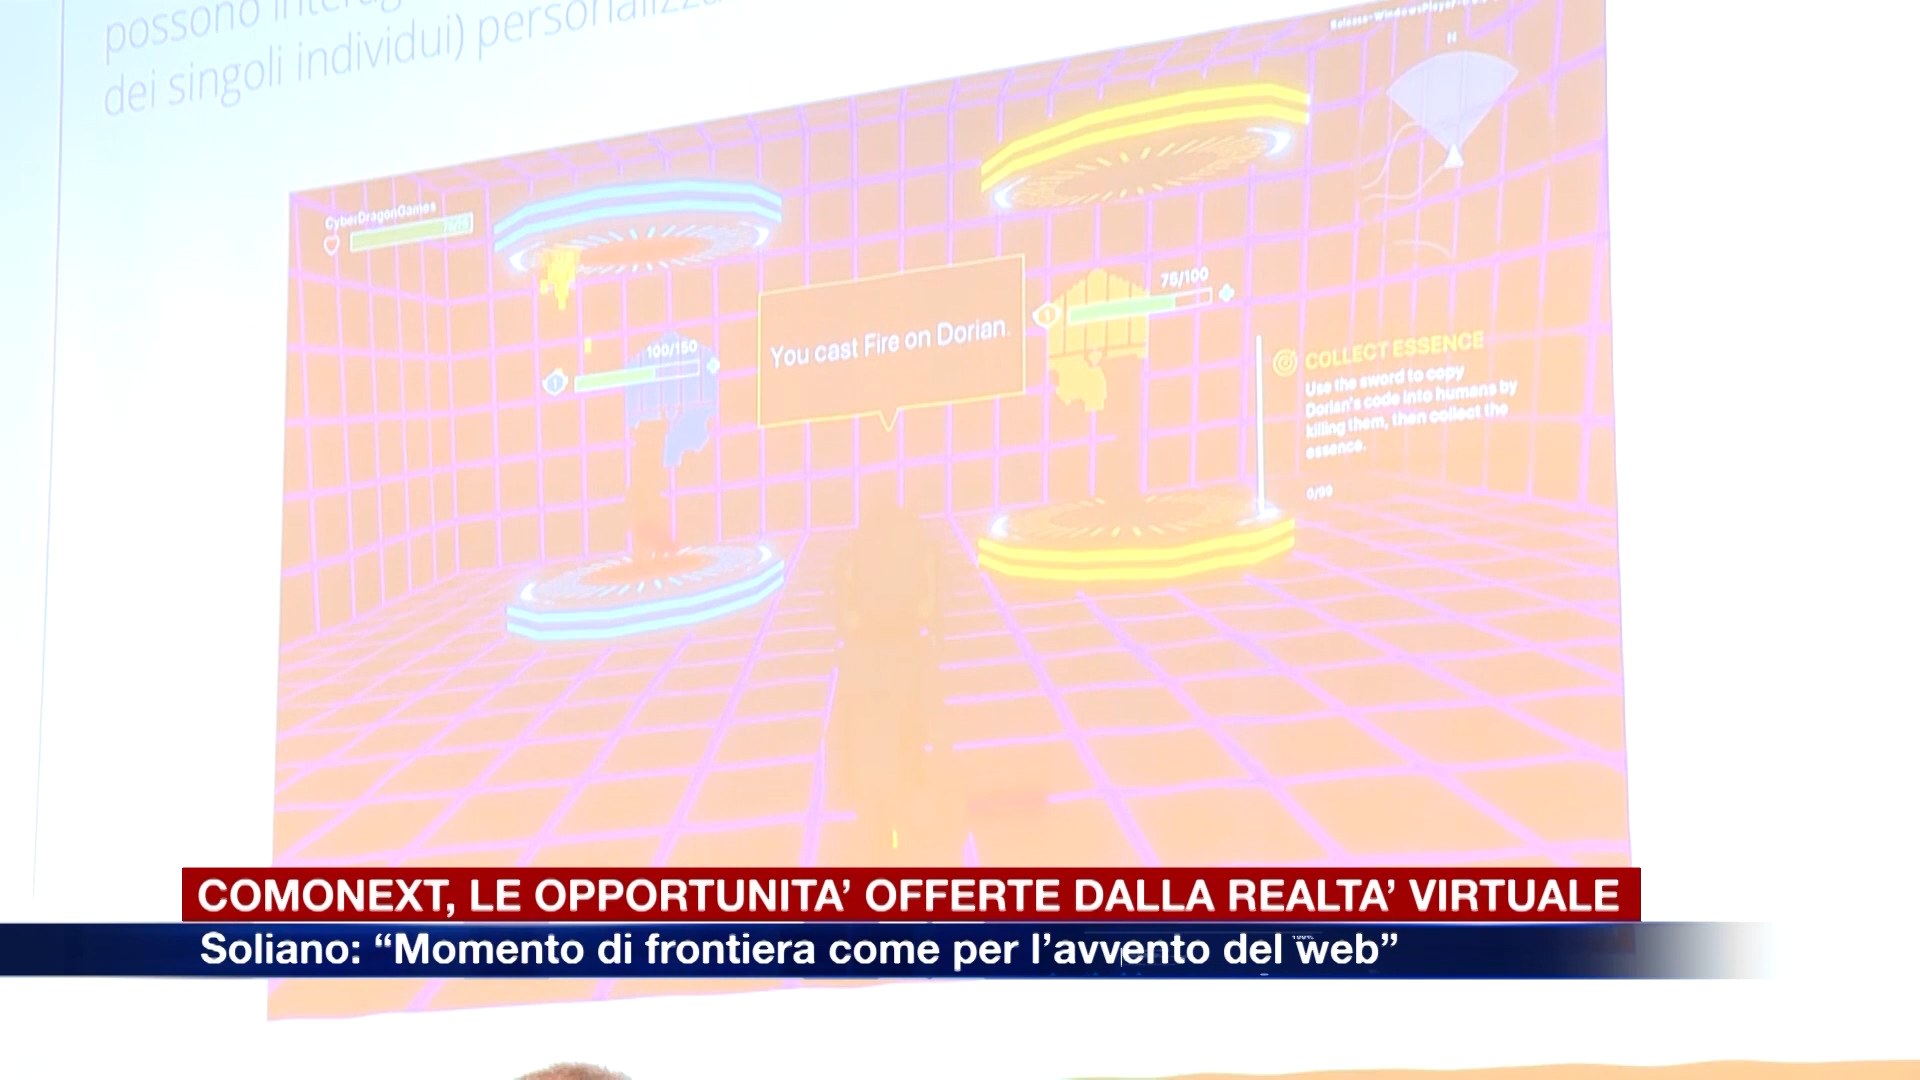 possono
dei singoli individui)
CyberDragonGames
75/75
N
100/150
You cast Fire on Dorian.
75/100
COLLECT ESSENCE
Use the sword to copy
Dorian's code into humans by
killing them, then collect the
essence.
0/99
COMONEXT, LE OPPORTUNITA’ OFFERTE DALLA REALTA’ VIRTUALE
Soliano: “Momento di frontiera come per l’avvento del web”